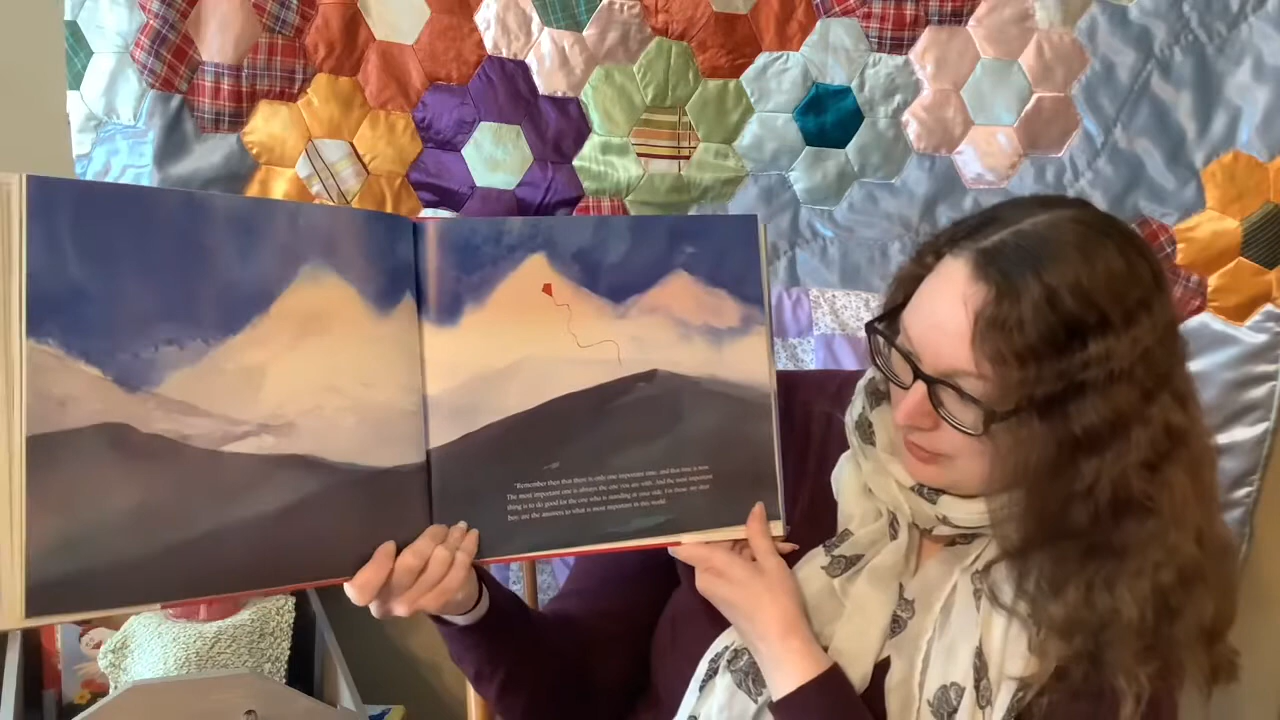 "Remember then that there is only one important time, and that time is now.
The most important one is always the one you are with. And the most important
thing is to do good for the one who is standing at your side. For these, my dear
boy, are the answers to what is most important in this world.